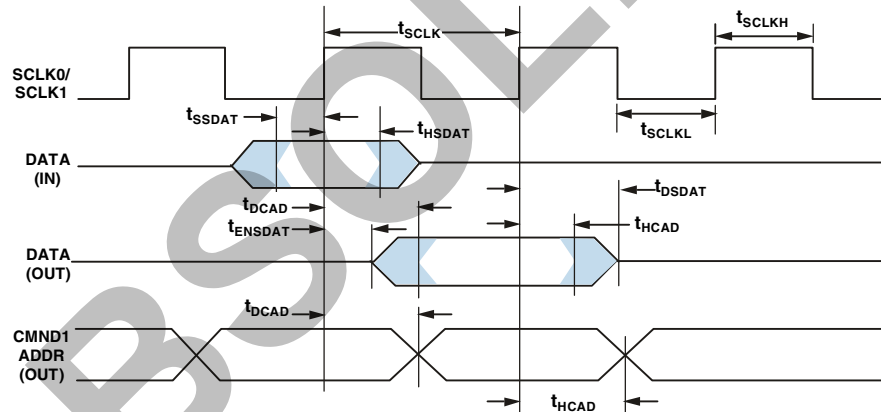 tSCLK
tSCLKH
SCLK0/
SCLK1
tSSDAT
tHSDAT
tSCLKL
DATA
(IN)
tDSDAT
tDCAD
tENSDAT
tHCAD
DATA
(OUT)
tDCAD
CMND1
ADDR
(OUT)
tHCAD
BSOL